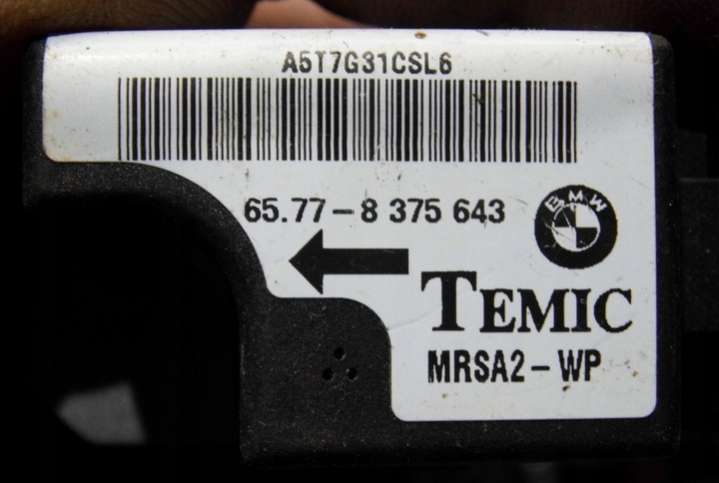 A5T7G31CSL6
65.77-8 375 643
BMW
TEMIC
MRSA2-WP